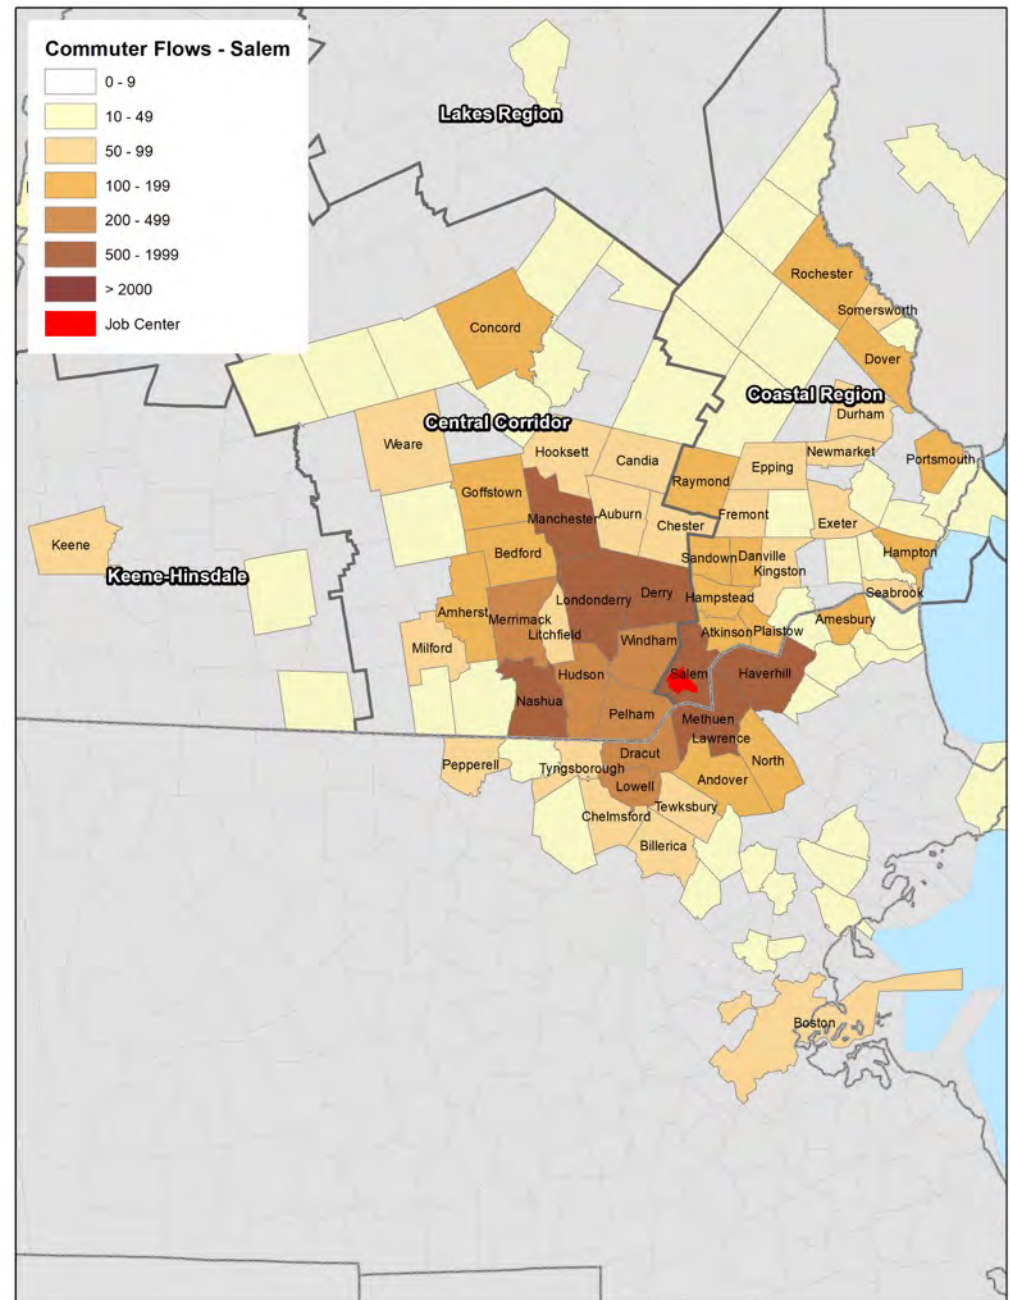 Commuter Flows - Salem
0 - 9
10 - 49
50 - 99
100 - 199
200 - 499
500 - 1999
> 2000
Job Center
Lakes Region
Rochester
Somersworth
Concord
Dover
Coastal Region
Durham
Central Corridor
Weare
Hooksett
Newmarket
Candia
Portsmouth
Epping
Raymond
Goffstown
Auburn
Fremont
Manchester
Chester
Exeter
Keene
Bedford
Hampton
Sandown
Danville
Kingston
Keene-Hinsdale
Derry
Seabrook
Londonderry
Hampstead
Amherst
Merrimack
Amesbury
Litchfield
Atkinson
Plaistow
Windham
Milford
Hudson
Salem
Haverhill
Nashua
Pelham
Methuen
Lawrence
Dracut
North
Pepperell
Tyngsborough
Andover
Lowell
Tewksbury
Chelmsford
Billerica
Boston